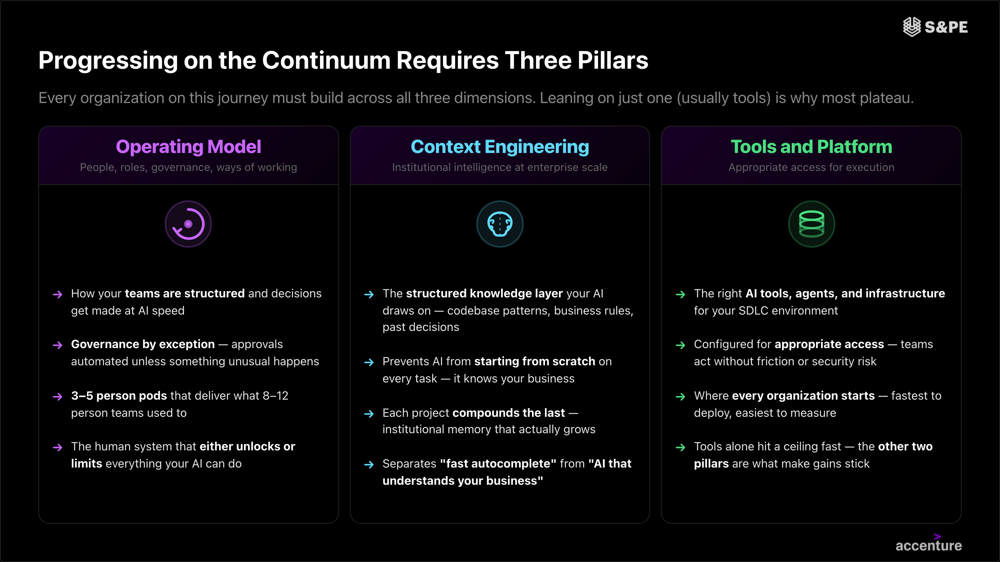 S&PE
Progressing on the Continuum Requires Three Pillars
Every organization on this journey must build across all three dimensions. Leaning on just one (usually tools) is why most plateau.
Operating Model
People, roles, governance, ways of working
→ How your teams are structured and decisions
get made at AI speed
→ Governance by exception — approvals
automated unless something unusual happens
→ 3–5 person pods that deliver what 8–12
person teams used to
→ The human system that either unlocks or
limits everything your AI can do
Context Engineering
Institutional intelligence at enterprise scale
→ The structured knowledge layer your AI
draws on — codebase patterns, business rules,
past decisions
→ Prevents AI from starting from scratch on
every task — it knows your business
→ Each project compounds the last —
institutional memory that actually grows
→ Separates "fast autocomplete" from "AI that
understands your business"
Tools and Platform
Appropriate access for execution
→ The right AI tools, agents, and infrastructure
for your SDLC environment
→ Configured for appropriate access — teams
act without friction or security risk
→ Where every organization starts — fastest to
deploy, easiest to measure
→ Tools alone hit a ceiling fast — the other two
pillars are what make gains stick
accenture